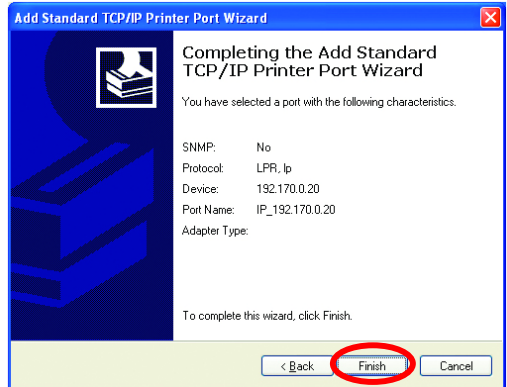 Add Standard TCP/IP Printer Port Wizard
Completing the Add Standard
TCP/IP Printer Port Wizard
You have selected a port with the following characteristics.
SNMP: No
Protocol: LPR, lp
Device: 192.170.0.20
Port Name: IP_192.170.0.20
Adapter Type:
To complete this wizard, click Finish.
< Back Finish Cancel